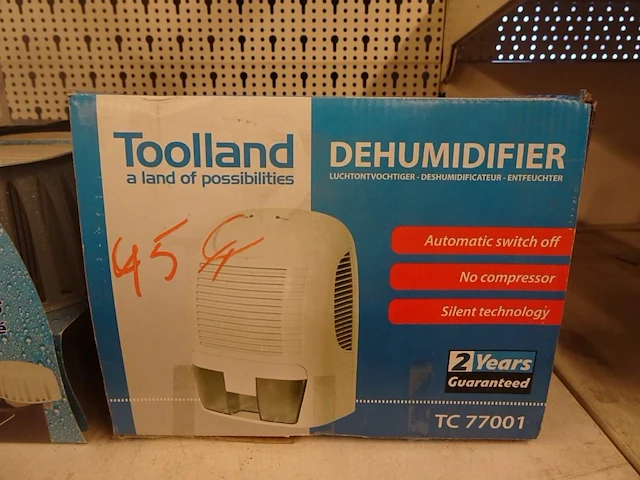 Toolland
a land of possibilities
DEHUMIDIFIER
LUCHTONTVOCHTIGER - DESHUMIDIFICATEUR - ENTFEUCHTER
45 €
Automatic switch off
No compressor
Silent technology
2 Years
Guaranteed
TC 77001